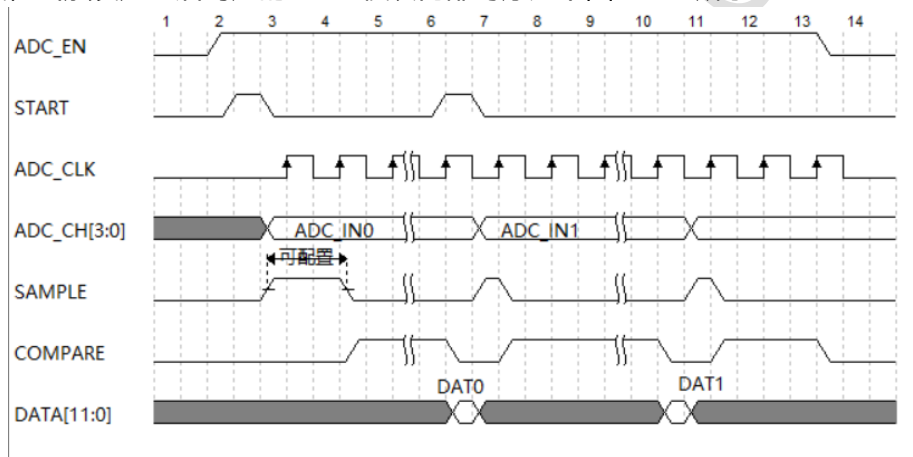 1 2 3 4 5 6 7 8 9 10 11 12 13 14
ADC_EN
START
ADC_CLK
ADC_CH[3:0] ADC_IN0 ADC_IN1
可配置
SAMPLE
COMPARE
DAT0 DAT1
DATA[11:0]